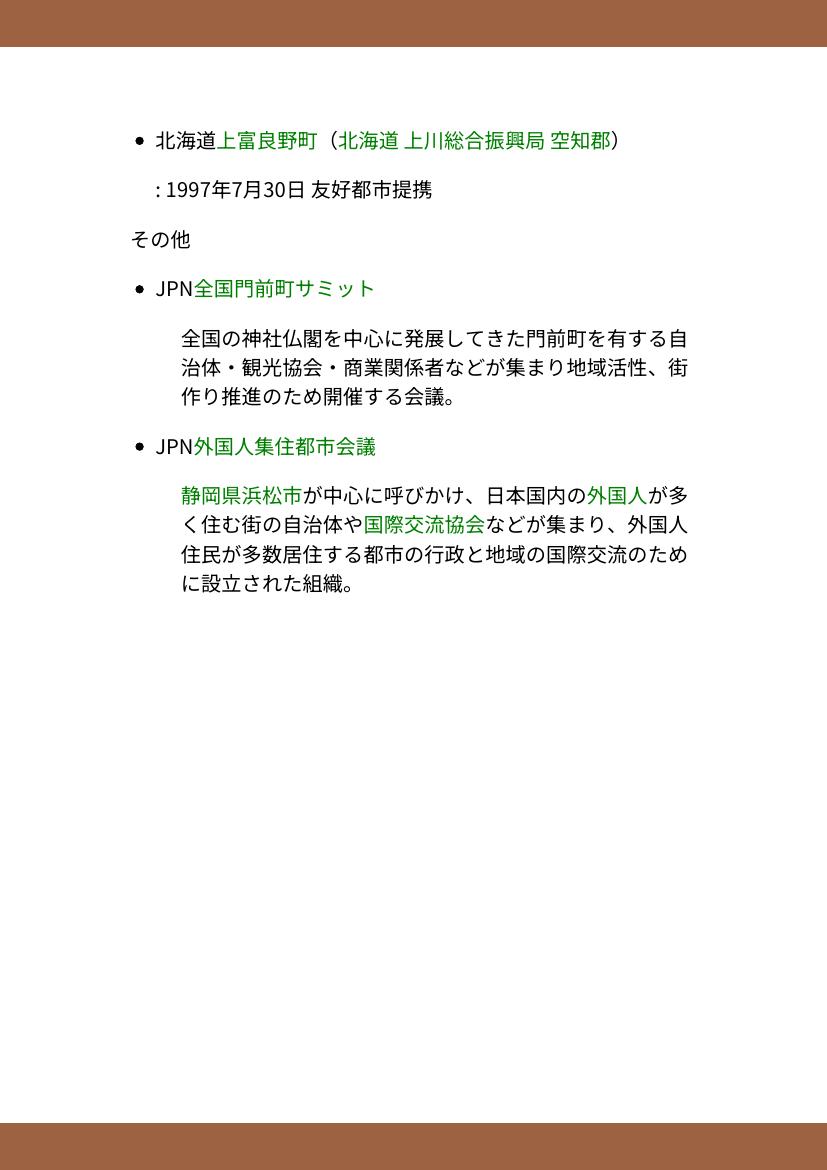 • 北海道上富良野町（北海道 上川総合振興局 空知郡）
: 1997年7月30日 友好都市提携
その他
• JPN全国門前町サミット
全国の神社仏閣を中心に発展してきた門前町を有する自
治体・観光協会・商業関係者などが集まり地域活性、街
作り推進のため開催する会議。
• JPN外国人集住都市会議
静岡県浜松市が中心に呼びかけ、日本国内の外国人が多
く住む街の自治体や国際交流協会などが集まり、外国人
住民が多数居住する都市の行政と地域の国際交流のため
に設立された組織。